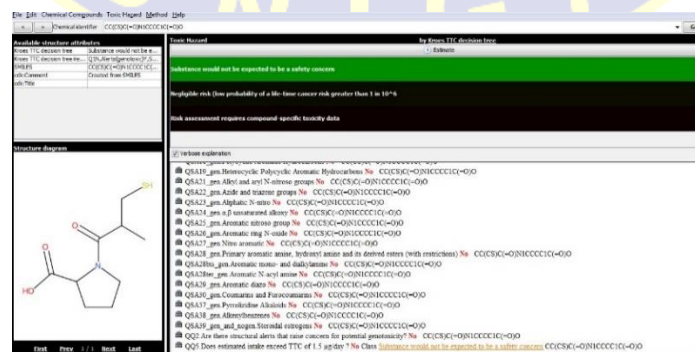 File Edit Chemical Compounds Toxic Hazard Method Help
Chemical identifier CC(CS)C(=O)N1CCCC1C(=O)O
Available structure attributes
Kroes TTC decision tree Substance would not be e...
Kroes TTC decision tree
SMILES CC(CS)C(=O)N1CCCC1C(...
cdk:Comment Created from SMILES
cdk:Title
Structure diagram
SH
O
O
N
HO
First Prev 1 / 1 Next Last
Toxic Hazard by Kroes TTC decision tree
Estimate
Substance would not be expected to be a safety concern
Negligible risk (low probability of a life-time cancer risk greater than 1 in 10^6
Risk assessment requires compound-specific toxicity data
Verbose explanation
QSA19_gen.Heterocyclic Polycyclic Aromatic Hydrocarbons No CC(CS)C(=O)N1CCCC1C(=O)O
QSA21_gen.Alkyl and aryl N-nitroso groups No CC(CS)C(=O)N1CCCC1C(=O)O
QSA22_gen.Azide and triazene groups No CC(CS)C(=O)N1CCCC1C(=O)O
QSA23_gen.Aliphatic N-nitro No CC(CS)C(=O)N1CCCC1C(=O)O
QSA24_gen.α,β unsaturated alkoxy No CC(CS)C(=O)N1CCCC1C(=O)O
QSA25_gen.Aromatic nitroso group No CC(CS)C(=O)N1CCCC1C(=O)O
QSA26_gen.Aromatic ring N-oxide No CC(CS)C(=O)N1CCCC1C(=O)O
QSA27_gen.Nitro aromatic No CC(CS)C(=O)N1CCCC1C(=O)O
QSA28_gen.Primary aromatic amine, hydroxyl amine and its derived esters (with restrictions) No CC(CS)C(=O)N1CCCC1C(=O)O
QSA28bis_gen.Aromatic mono- and dialkylamine No CC(CS)C(=O)N1CCCC1C(=O)O
QSA28ter_gen.Aromatic N-acyl amine No CC(CS)C(=O)N1CCCC1C(=O)O
QSA29_gen.Aromatic diazo No CC(CS)C(=O)N1CCCC1C(=O)O
QSA30_gen.Coumarins and Furocoumarins No CC(CS)C(=O)N1CCCC1C(=O)O
QSA37_gen.Pyrrolizidine Alkaloids No CC(CS)C(=O)N1CCCC1C(=O)O
QSA38_gen.Alkenylbenzenes No CC(CS)C(=O)N1CCCC1C(=O)O
QSA39_gen_and_nogen.Steroidal estrogens No CC(CS)C(=O)N1CCCC1C(=O)O
QQ2.Are there structural alerts that raise concern for potential genotoxicity? No CC(CS)C(=O)N1CCCC1C(=O)O
QQ5 Does estimated intake exceed TTC of 1.5 µg/day ? No Class Substance would not be expected to be a safety concern CC(CS)C(=O)N1CCCC1C(=O)O